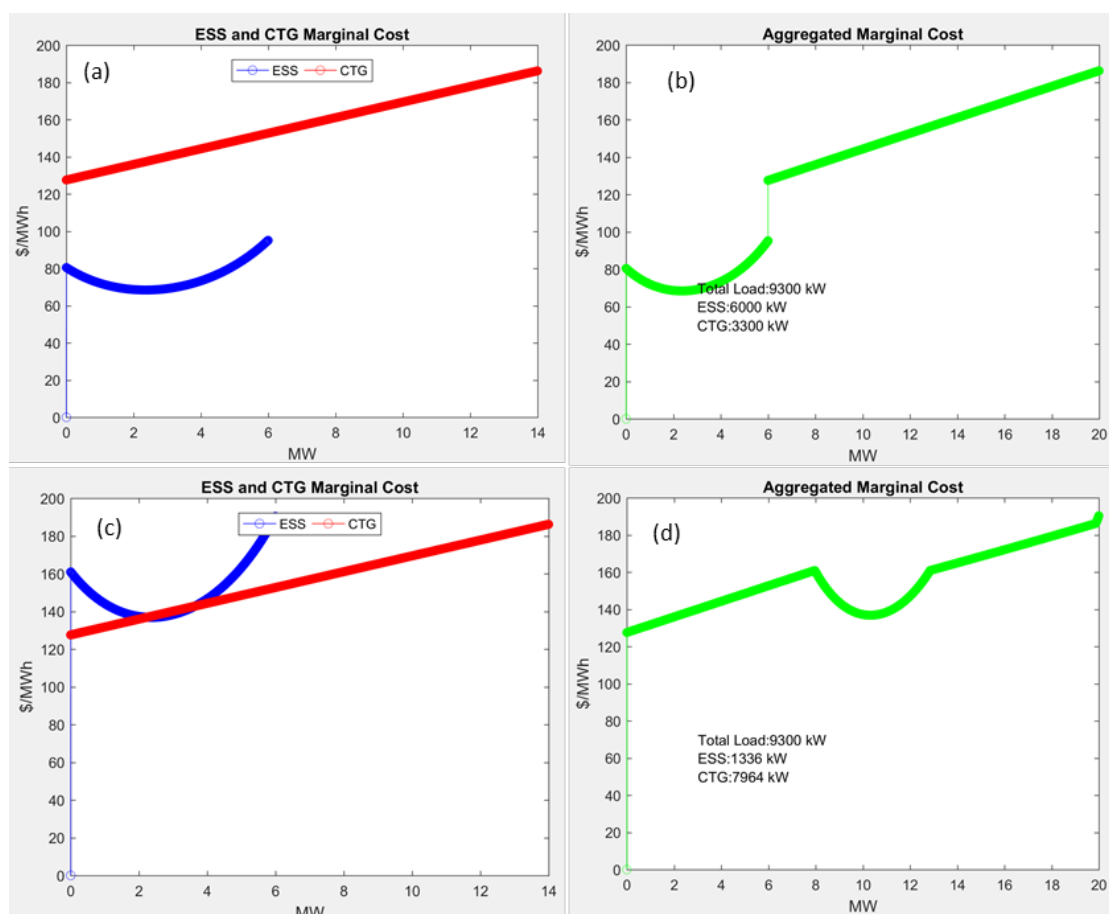 ESS and CTG Marginal Cost
(a)
ESS CTG
$/MWh
200
180
160
140
120
100
80
60
40
20
0
0 2 4 6 8 10 12 14
MW
Aggregated Marginal Cost
(b)
$/MWh
200
180
160
140
120
100
80
60
40
20
0
Total Load:9300 kW
ESS:6000 kW
CTG:3300 kW
0 2 4 6 8 10 12 14 16 18 20
MW
ESS and CTG Marginal Cost
(c)
ESS CTG
$/MWh
200
180
160
140
120
100
80
60
40
20
0
0 2 4 6 8 10 12 14
MW
Aggregated Marginal Cost
(d)
$/MWh
200
180
160
140
120
100
80
60
40
20
0
Total Load:9300 kW
ESS:1336 kW
CTG:7964 kW
0 2 4 6 8 10 12 14 16 18 20
MW